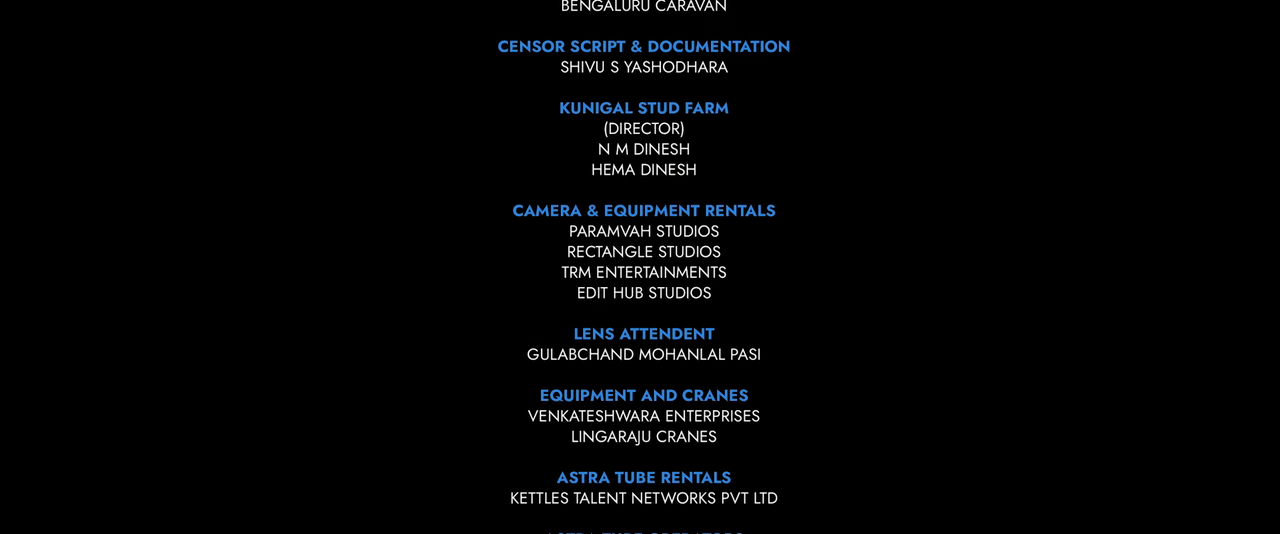 BENGALURU CARAVAN
CENSOR SCRIPT & DOCUMENTATION
SHIVU S YASHODHARA
KUNIGAL STUD FARM
(DIRECTOR)
N M DINESH
HEMA DINESH
CAMERA & EQUIPMENT RENTALS
PARAMVAH STUDIOS
RECTANGLE STUDIOS
TRM ENTERTAINMENTS
EDIT HUB STUDIOS
LENS ATTENDENT
GULABCHAND MOHANLAL PASI
EQUIPMENT AND CRANES
VENKATESHWARA ENTERPRISES
LINGARAJU CRANES
ASTRA TUBE RENTALS
KETTLES TALENT NETWORKS PVT LTD